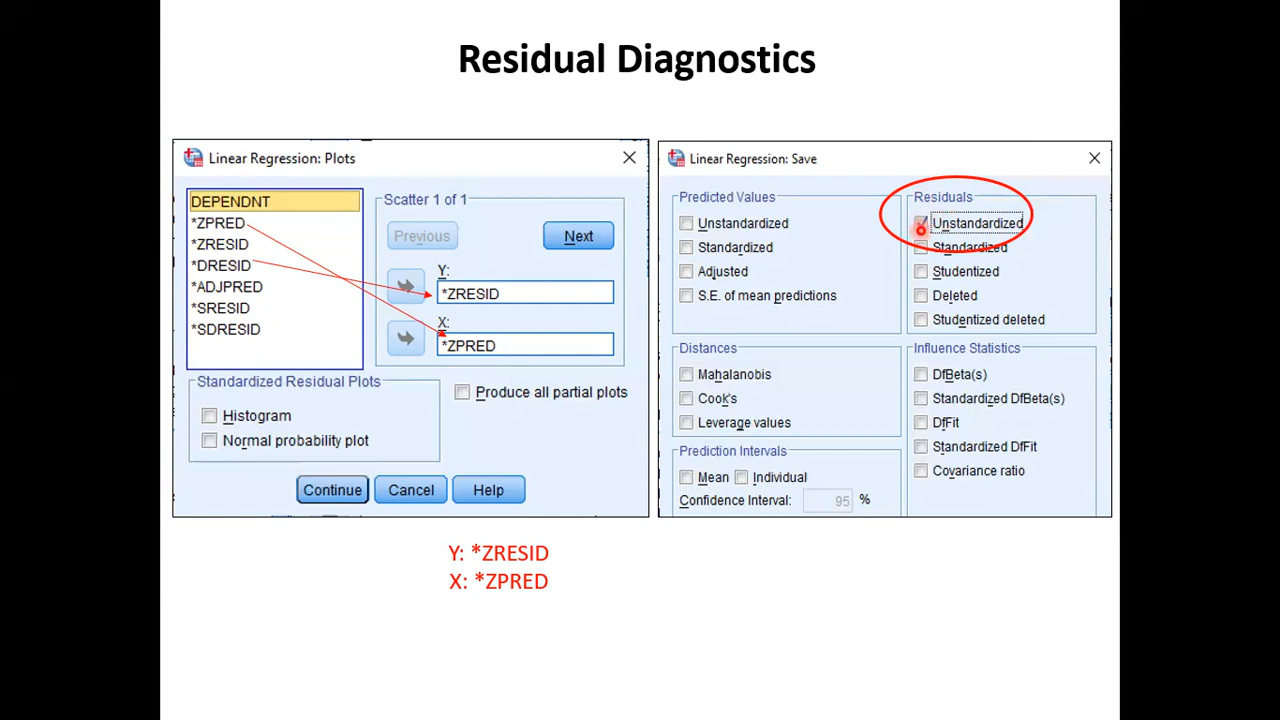 Residual Diagnostics
Linear Regression: Plots
DEPENDNT
*ZPRED
*ZRESID
*DRESID
*ADJPRED
*SRESID
*SDRESID
Scatter 1 of 1
Previous
Next
Y:
*ZRESID
X:
*ZPRED
Standardized Residual Plots
Histogram
Normal probability plot
Produce all partial plots
Continue
Cancel
Help
Linear Regression: Save
Predicted Values
Unstandardized
Standardized
Adjusted
S.E. of mean predictions
Residuals
Unstandardized
Standardized
Studentized
Deleted
Studentized deleted
Distances
Mahalanobis
Cook's
Leverage values
Influence Statistics
DfBeta(s)
Standardized DfBeta(s)
DfFit
Standardized DfFit
Covariance ratio
Prediction Intervals
Mean Individual
Confidence Interval: 95 %
Y: *ZRESID
X: *ZPRED